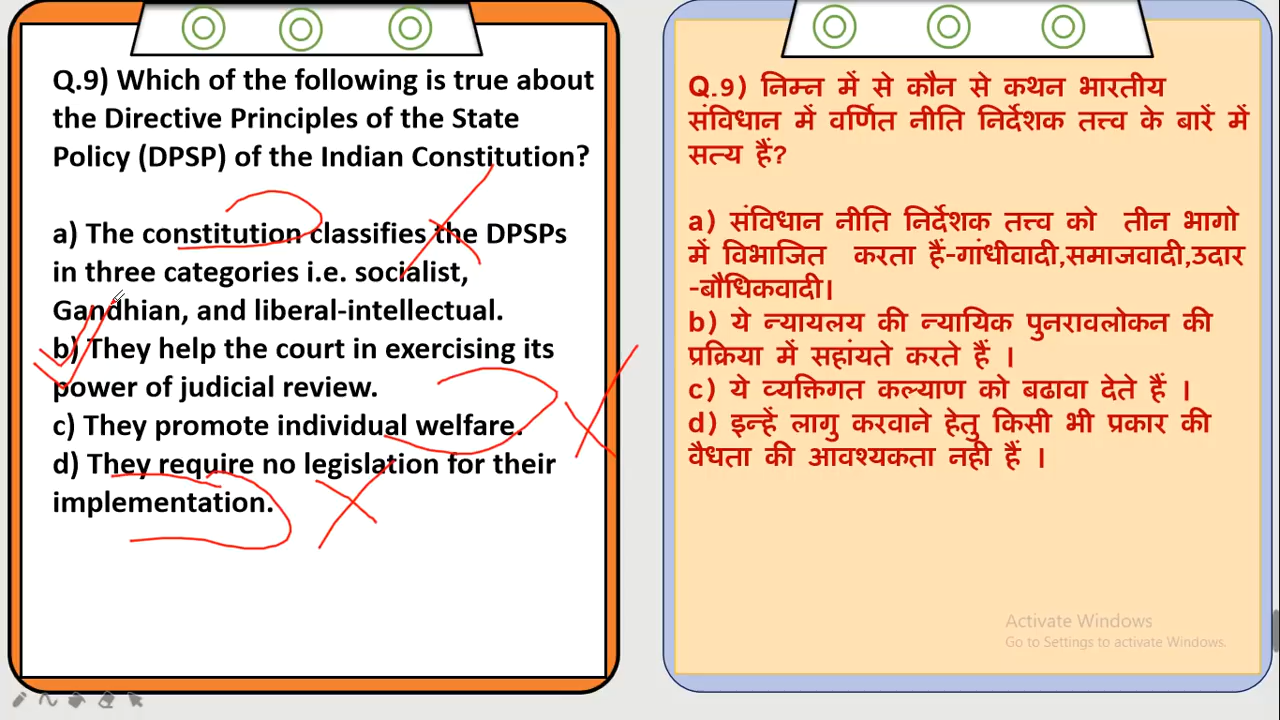 Q.9) Which of the following is true about
the Directive Principles of the State
Policy (DPSP) of the Indian Constitution?
a) The constitution classifies the DPSPs
in three categories i.e. socialist,
Gandhian, and liberal-intellectual.
b) They help the court in exercising its
power of judicial review.
c) They promote individual welfare.
d) They require no legislation for their
implementation.
Q.9) निम्न में से कौन से कथन भारतीय
संविधान में वर्णित नीति निर्देशक तत्त्व के बारें में
सत्य हैं?
a) संविधान नीति निर्देशक तत्त्व को तीन भागो
में विभाजित करता हैं-गांधीवादी,समाजवादी,उदार
-बौधिकवादी।
b) ये न्यायलय की न्यायिक पुनरावलोकन की
प्रक्रिया में सहांयते करते हैं ।
c) ये व्यक्तिगत कल्याण को बढावा देते हैं ।
d) इन्हें लागु करवाने हेतु किसी भी प्रकार की
वैधता की आवश्यकता नही हैं ।
Activate Windows
Go to Settings to activate Windows.